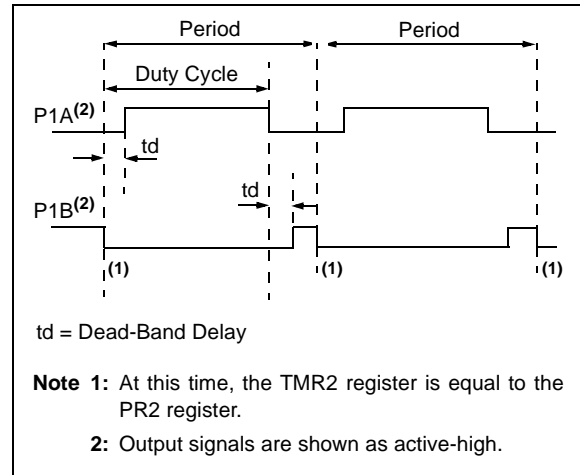 Period Period
Duty Cycle
P1A(2)
td
td
P1B(2)
(1) (1) (1)
td = Dead-Band Delay
Note 1: At this time, the TMR2 register is equal to the
PR2 register.
2: Output signals are shown as active-high.